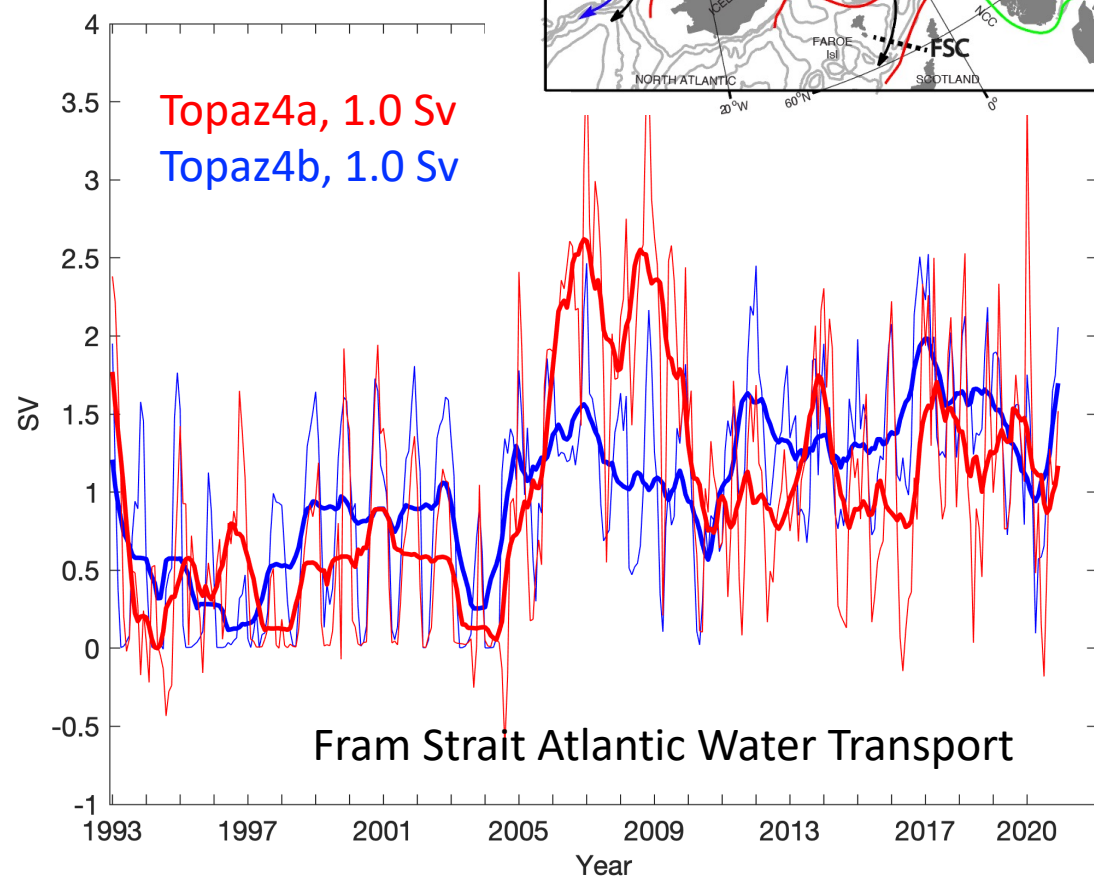 ICEL
NCC
FAROE
Isl
FSC
NORTH ATLANTIC
SCOTLAND
20°W
60°N
0°
4
3.5
3
2.5
2
1.5
1
0.5
0
-0.5
-1
SV
Topaz4a, 1.0 Sv
Topaz4b, 1.0 Sv
Fram Strait Atlantic Water Transport
1993
1997
2001
2005
2009
2013
2017
2020
Year